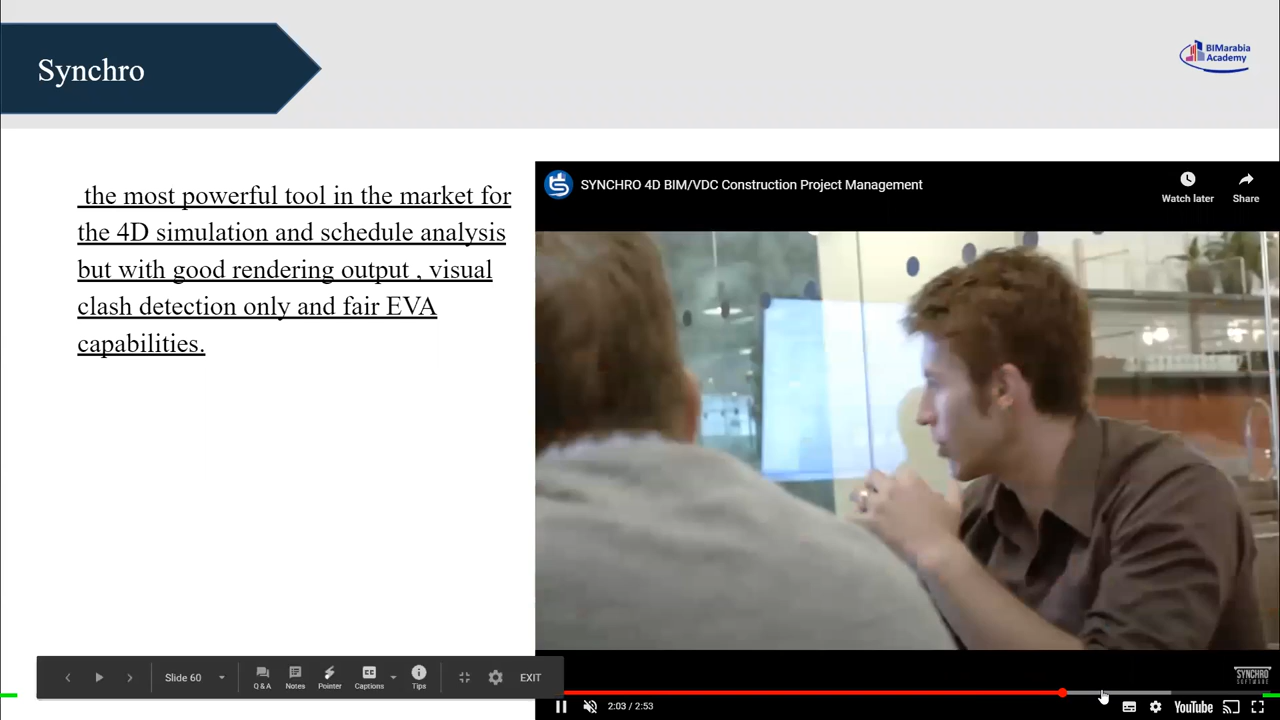 Synchro
BIMarabia
Academy
the most powerful tool in the market for
the 4D simulation and schedule analysis
but with good rendering output , visual
clash detection only and fair EVA
capabilities.
SYNCHRO 4D BIM/VDC Construction Project Management
Watch later
Share
Slide 60
Q & A
Notes
Pointer
Captions
Tips
EXIT
SYNCHRO
SOFTWARE
2:03 / 2:53
YouTube